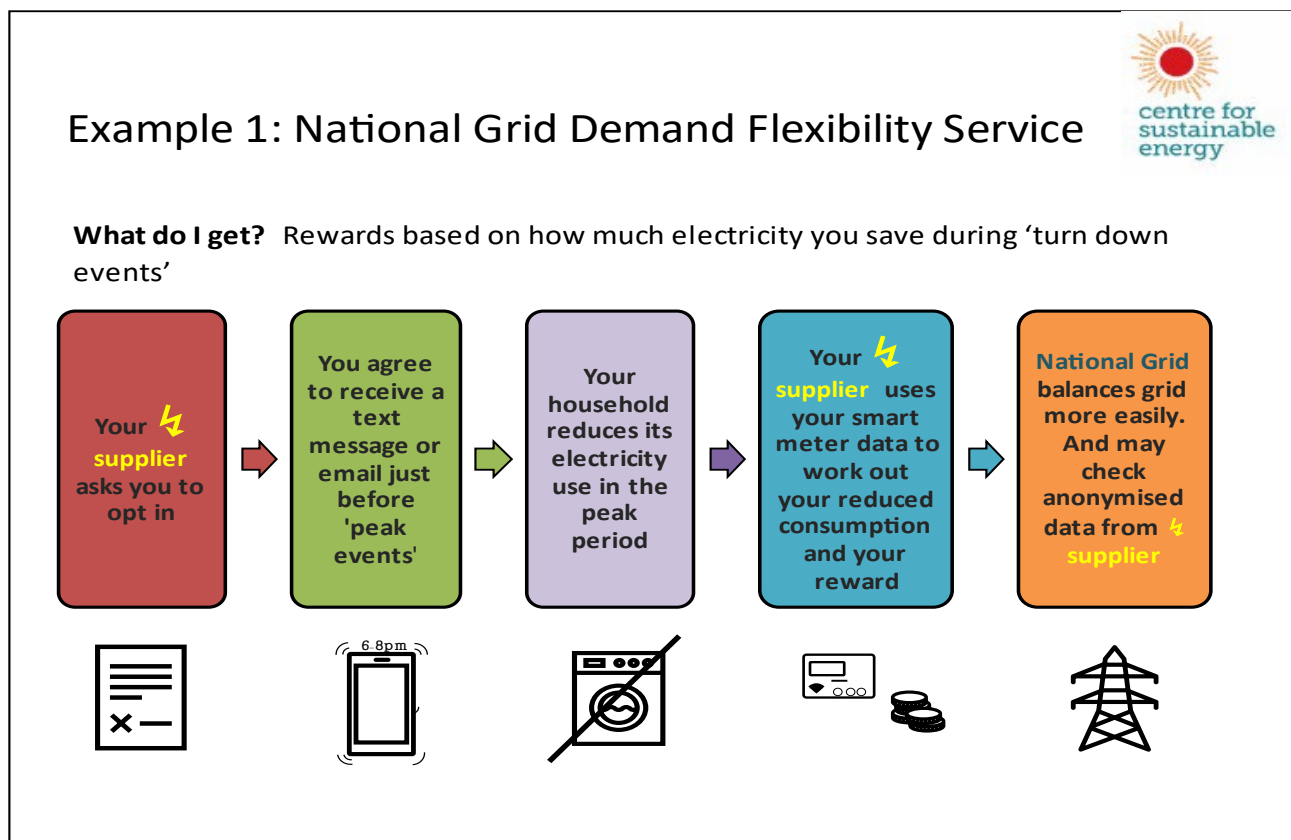 centre for
sustainable
energy
Example 1: National Grid Demand Flexibility Service
What do I get? Rewards based on how much electricity you save during ‘turn down
events’
Your
supplier
asks you to
opt in
You agree
to receive a
text
message or
email just
before
'peak
events'
Your
household
reduces its
electricity
use in the
peak
period
Your
supplier uses
your smart
meter data to
work out
your reduced
consumption
and your
reward
National Grid
balances grid
more easily.
And may
check
anonymised
data from
supplier
6-8pm